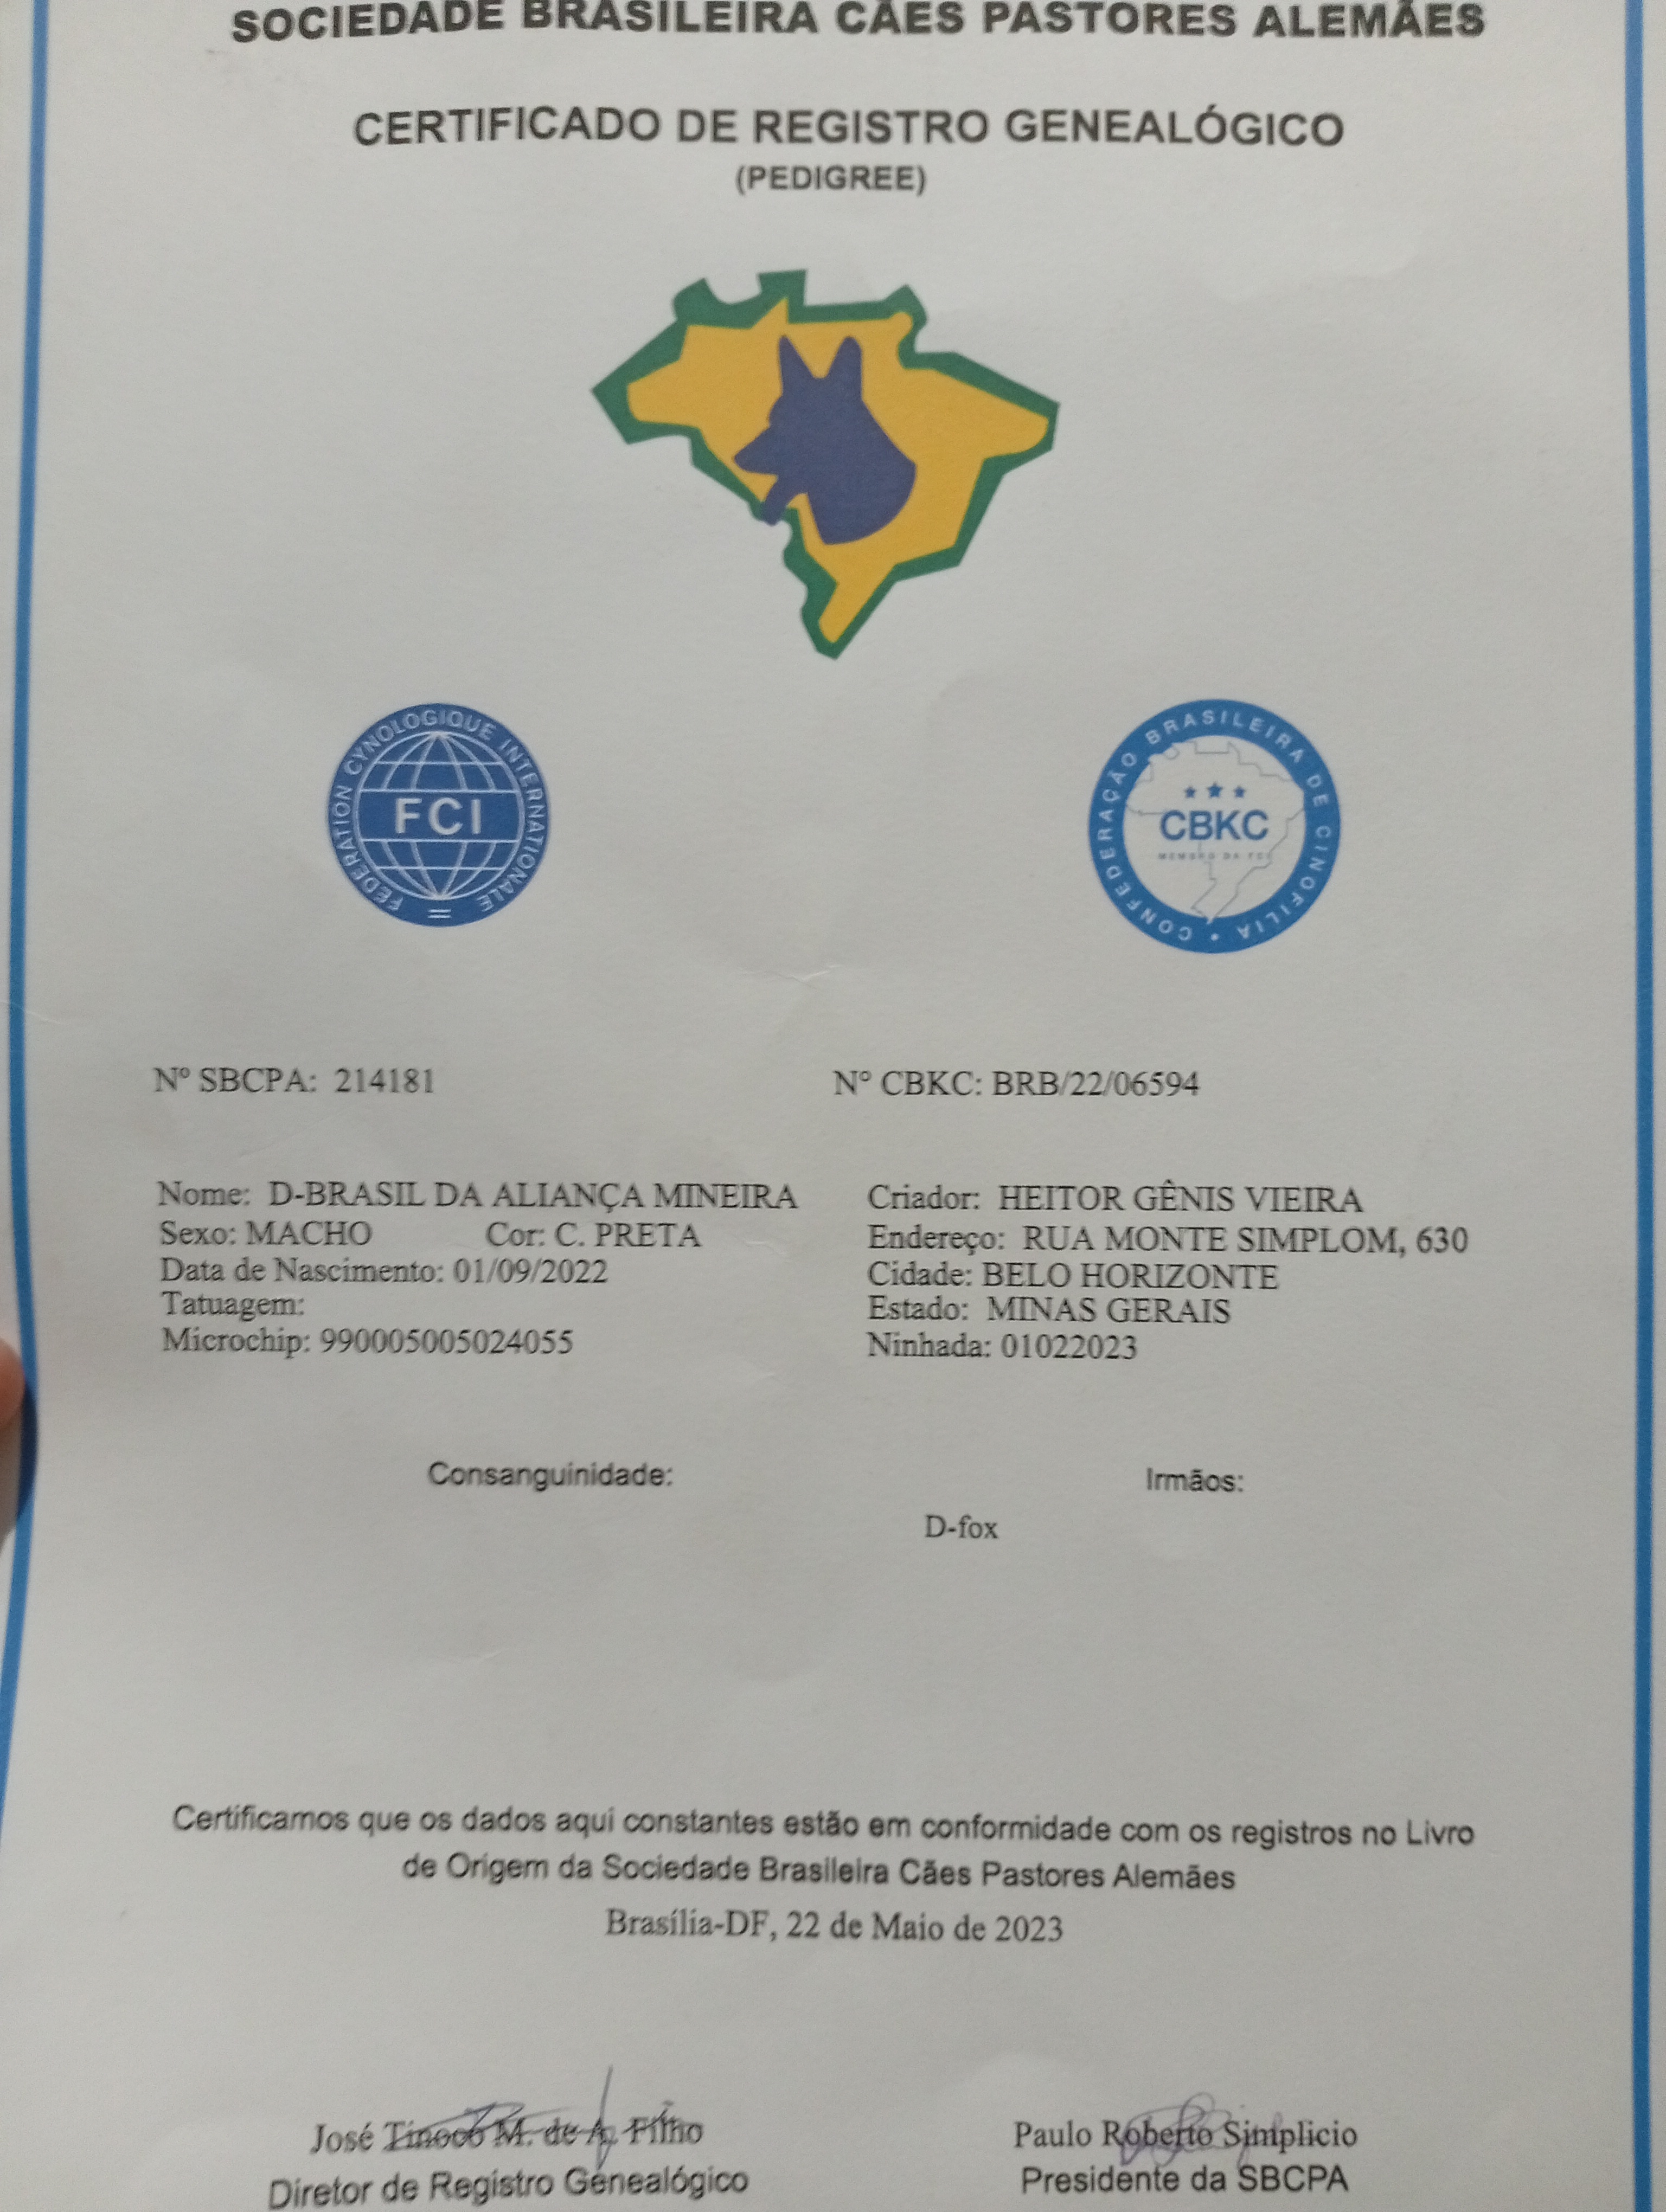 SOCIEDADE BRASILEIRA CÃES PASTORES ALEMÃES
CERTIFICADO DE REGISTRO GENEALÓGICO
(PEDIGREE)
FEDERATION CYNOLOGIQUE INTERNATIONALE
FCI
CONFEDERAÇÃO BRASILEIRA DE CINOFILIA
CBKC
MEMBRO DA FCI
Nº SBCPA: 214181
Nº CBKC: BRB/22/06594
Nome: D-BRASIL DA ALIANÇA MINEIRA
Sexo: MACHO Cor: C. PRETA
Data de Nascimento: 01/09/2022
Tatuagem:
Microchip: 990005005024055
Criador: HEITOR GÊNIS VIEIRA
Endereço: RUA MONTE SIMPLOM, 630
Cidade: BELO HORIZONTE
Estado: MINAS GERAIS
Ninhada: 01022023
Consanguinidade:
Irmãos:
D-fox
Certificamos que os dados aqui constantes estão em conformidade com os registros no Livro
de Origem da Sociedade Brasileira Cães Pastores Alemães
Brasília-DF, 22 de Maio de 2023
José Tinoco M. de A. Filho
Diretor de Registro Genealógico
Paulo Roberto Simplicio
Presidente da SBCPA